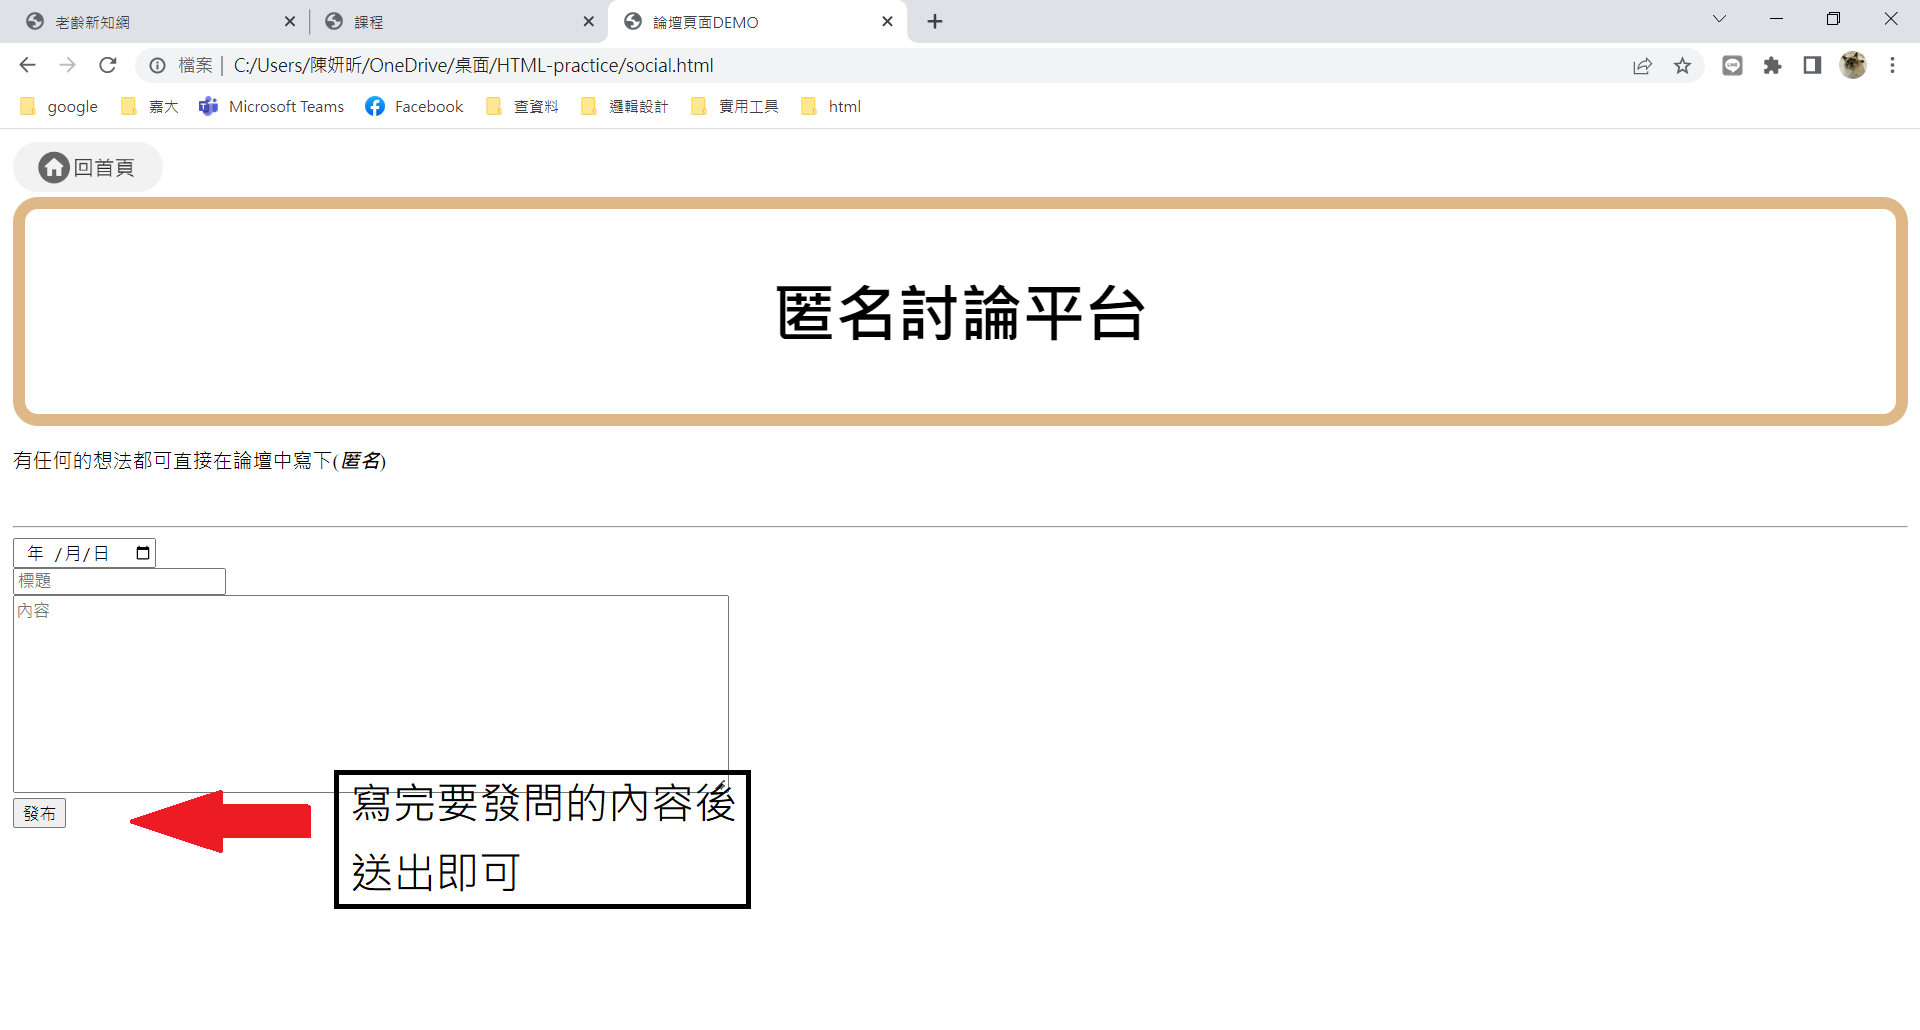 老齡新知網
課程
論壇頁面DEMO
檔案 | C:/Users/陳妍昕/OneDrive/桌面/HTML-practice/social.html
google 嘉大 Microsoft Teams Facebook 查資料 邏輯設計 實用工具 html
回首頁
匿名討論平台
有任何的想法都可直接在論壇中寫下(匿名)
年 /月/日
標題
內容
發布
寫完要發問的內容後
送出即可